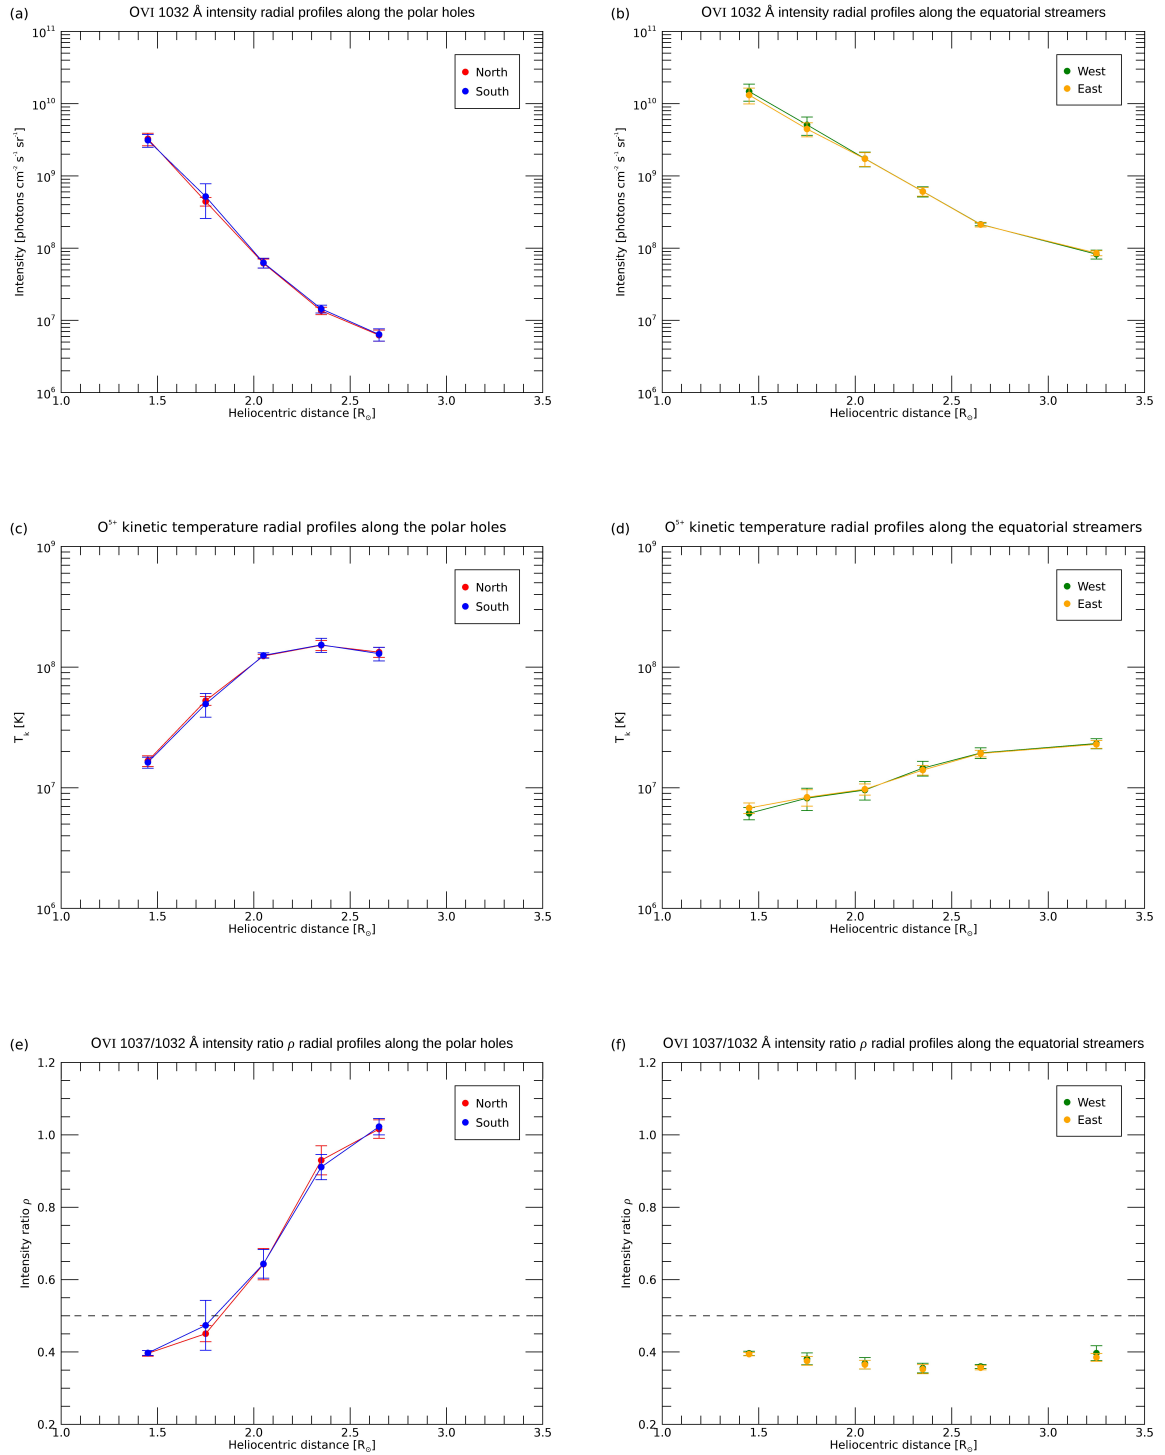 (a) OVI 1032 Å intensity radial profiles along the polar holes
10¹¹
10¹⁰
10⁹
10⁸
10⁷
10⁶
Intensity [photons cm⁻² s⁻¹ sr⁻¹]
North
South
1.0 1.5 2.0 2.5 3.0 3.5
Heliocentric distance [R☉]
(b) OVI 1032 Å intensity radial profiles along the equatorial streamers
10¹¹
10¹⁰
10⁹
10⁸
10⁷
10⁶
Intensity [photons cm⁻² s⁻¹ sr⁻¹]
West
East
1.0 1.5 2.0 2.5 3.0 3.5
Heliocentric distance [R☉]
(c) O⁵⁺ kinetic temperature radial profiles along the polar holes
10⁹
10⁸
10⁷
10⁶
Tₖ [K]
North
South
1.0 1.5 2.0 2.5 3.0 3.5
Heliocentric distance [R☉]
(d) O⁵⁺ kinetic temperature radial profiles along the equatorial streamers
10⁹
10⁸
10⁷
10⁶
Tₖ [K]
West
East
1.0 1.5 2.0 2.5 3.0 3.5
Heliocentric distance [R☉]
(e) OVI 1037/1032 Å intensity ratio ρ radial profiles along the polar holes
1.2
1.0
0.8
0.6
0.4
0.2
Intensity ratio ρ
North
South
1.0 1.5 2.0 2.5 3.0 3.5
Heliocentric distance [R☉]
(f) OVI 1037/1032 Å intensity ratio ρ radial profiles along the equatorial streamers
1.2
1.0
0.8
0.6
0.4
0.2
Intensity ratio ρ
West
East
1.0 1.5 2.0 2.5 3.0 3.5
Heliocentric distance [R☉]